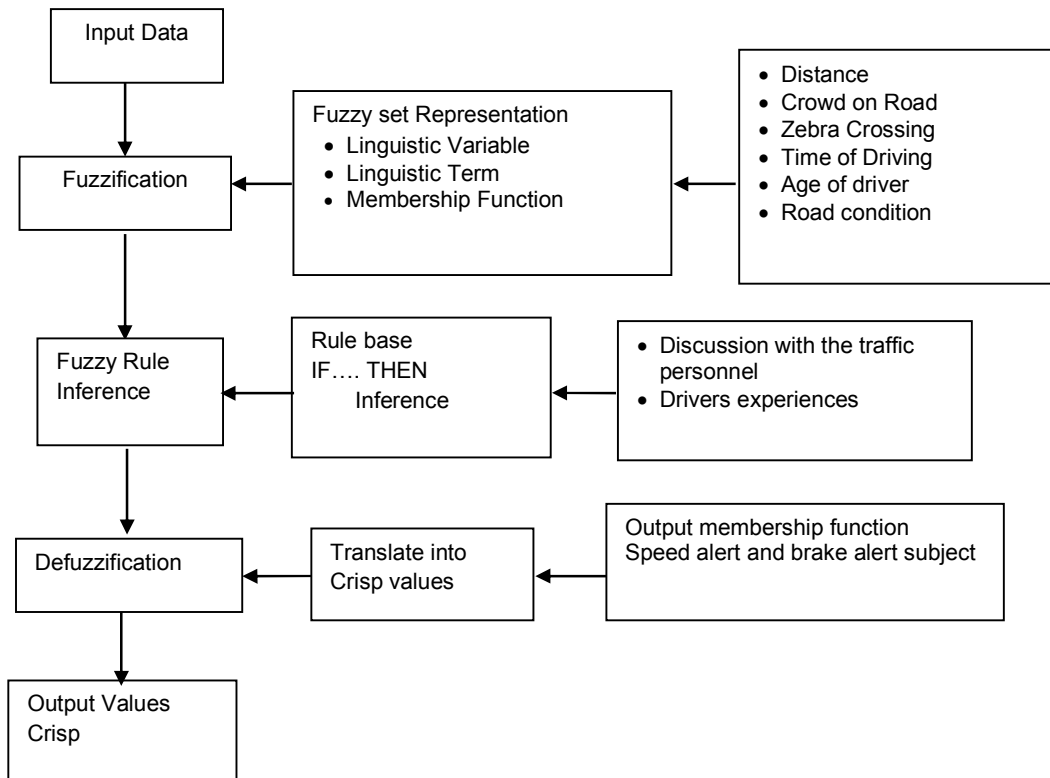 Input Data
Fuzzification
Fuzzy set Representation
• Linguistic Variable
• Linguistic Term
• Membership Function
• Distance
• Crowd on Road
• Zebra Crossing
• Time of Driving
• Age of driver
• Road condition
Fuzzy Rule
Inference
Rule base
IF…. THEN
Inference
• Discussion with the traffic
personnel
• Drivers experiences
Defuzzification
Translate into
Crisp values
Output membership function
Speed alert and brake alert subject
Output Values
Crisp